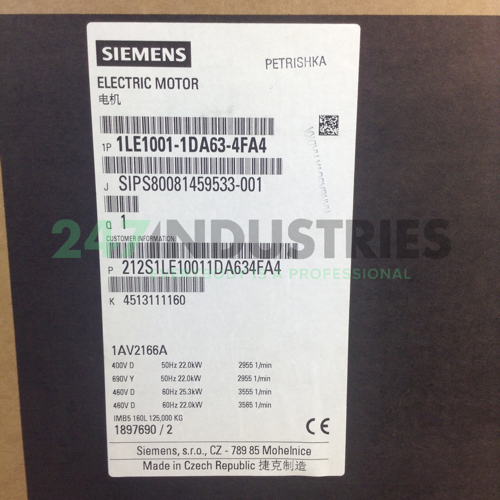 SIEMENS
PETRISHKA
ELECTRIC MOTOR
电机
1P 1LE1001-1DA63-4FA4
J SIPS80081459533-001
Q 1
247INDUSTRIES
CUSTOMER INFORMATION
P 212S1LE10011DA634FA4
& PROFESSIONAL
K 4513111160
1AV2166A
400V D 50Hz 22.0kW 2955 1/min
690V Y 50Hz 22.0kW 2955 1/min
460V D 60Hz 25.3kW 3555 1/min
460V D 60Hz 22.0kW 3565 1/min
IMB5 160L 125,000 KG
1897690 / 2
CE
Siemens, s.r.o., CZ - 789 85 Mohelnice
Made in Czech Republic 捷克制造